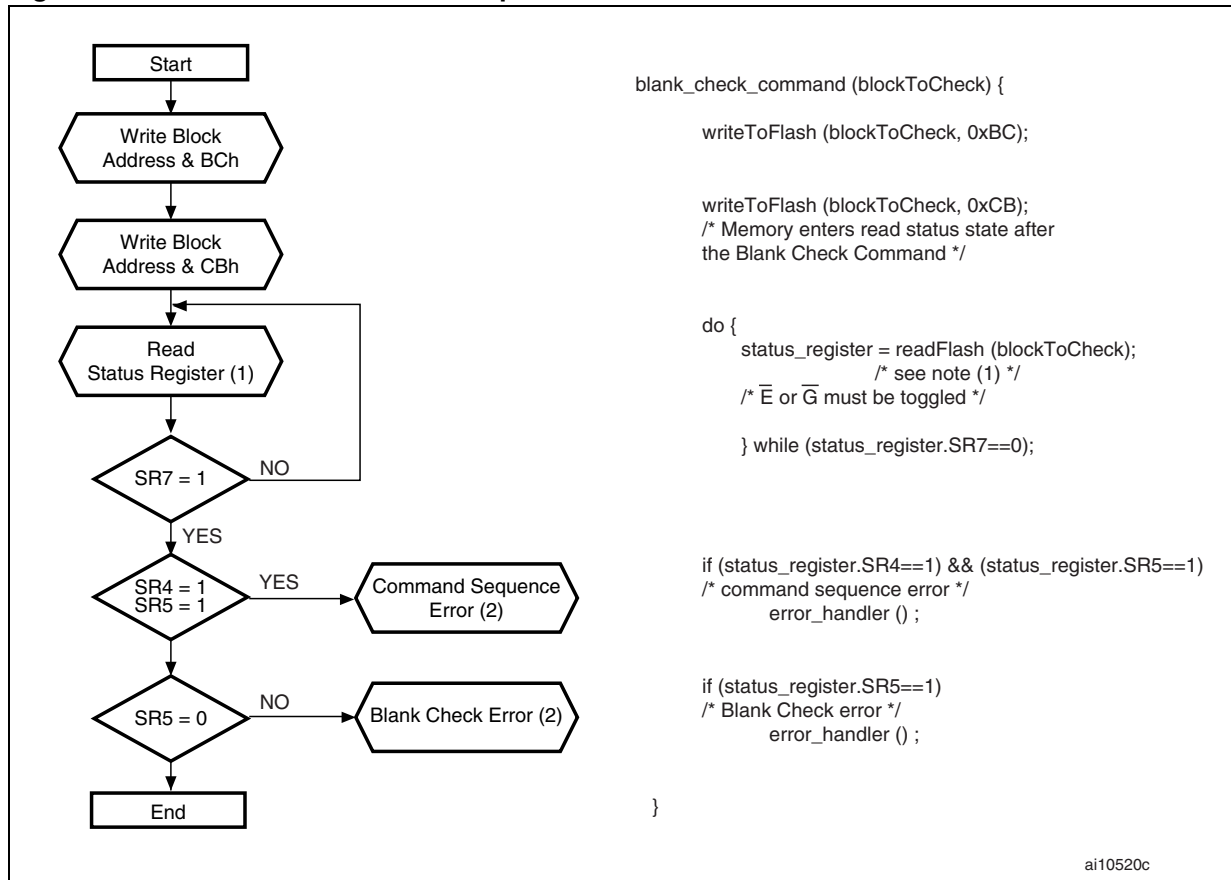 Start
Write Block
Address & BCh
Write Block
Address & CBh
Read
Status Register (1)
SR7 = 1
NO
YES
SR4 = 1
SR5 = 1
YES
Command Sequence
Error (2)
SR5 = 0
NO
Blank Check Error (2)
End
blank_check_command (blockToCheck) {
writeToFlash (blockToCheck, 0xBC);
writeToFlash (blockToCheck, 0xCB);
/* Memory enters read status state after
the Blank Check Command */
do {
status_register = readFlash (blockToCheck);
/* see note (1) */
/* E̅ or G̅ must be toggled */
} while (status_register.SR7==0);
if (status_register.SR4==1) && (status_register.SR5==1)
/* command sequence error */
error_handler () ;
if (status_register.SR5==1)
/* Blank Check error */
error_handler () ;
}
ai10520c